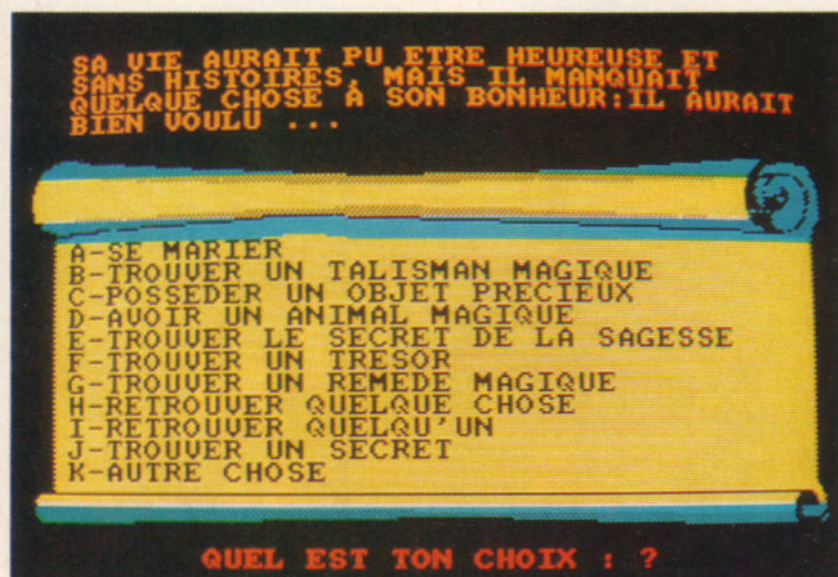 SA VIE AURAIT PU ETRE HEUREUSE ET
SANS HISTOIRES, MAIS IL MANQUAIT
QUELQUE CHOSE A SON BONHEUR:IL AURAIT
BIEN VOULU ...
A-SE MARIER
B-TROUVER UN TALISMAN MAGIQUE
C-POSSEDER UN OBJET PRECIEUX
D-AVOIR UN ANIMAL MAGIQUE
E-TROUVER LE SECRET DE LA SAGESSE
F-TROUVER UN TRESOR
G-TROUVER UN REMEDE MAGIQUE
H-RETROUVER QUELQUE CHOSE
I-RETROUVER QUELQU'UN
J-TROUVER UN SECRET
K-AUTRE CHOSE
QUEL EST TON CHOIX : ?